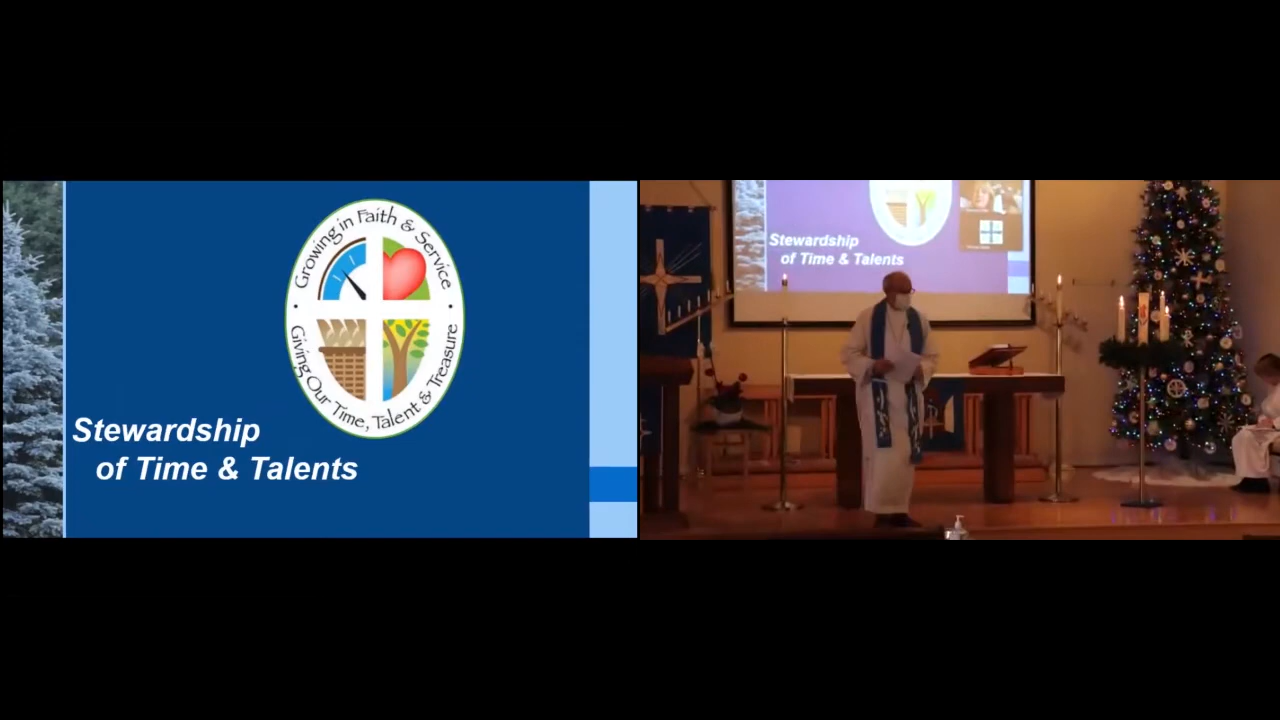 Growing in Faith & Service
Giving Our Time, Talent & Treasure
Stewardship
of Time & Talents
Stewardship
of Time & Talents